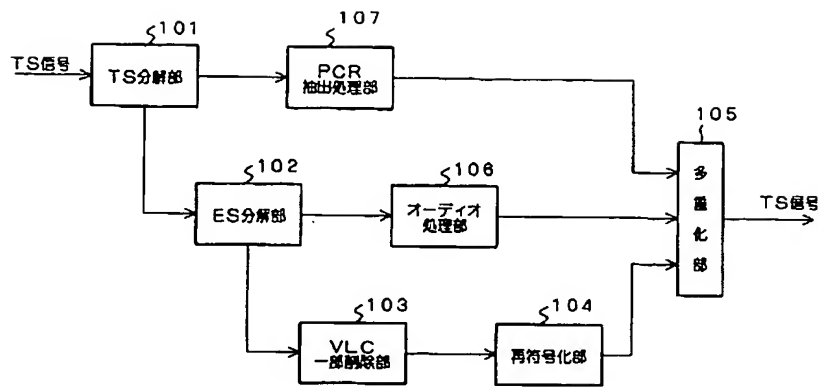 101
107
TS信号
TS分解部
PCR
抽出処理部
105
102
106
多重化部
TS信号
ES分解部
オーディオ
処理部
103
104
VLC
一部削除部
再符号化部